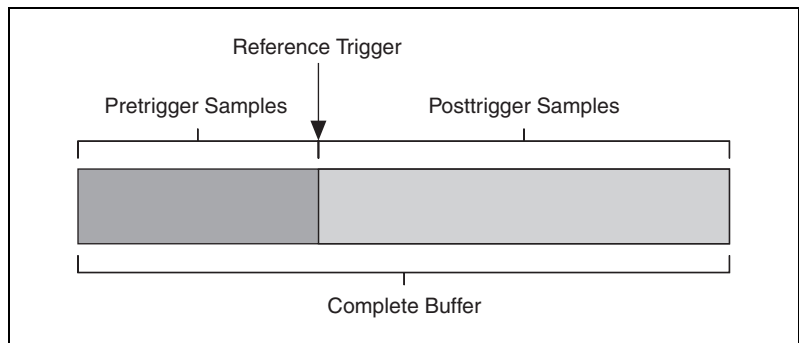 Reference Trigger
Pretrigger Samples
Posttrigger Samples
Complete Buffer